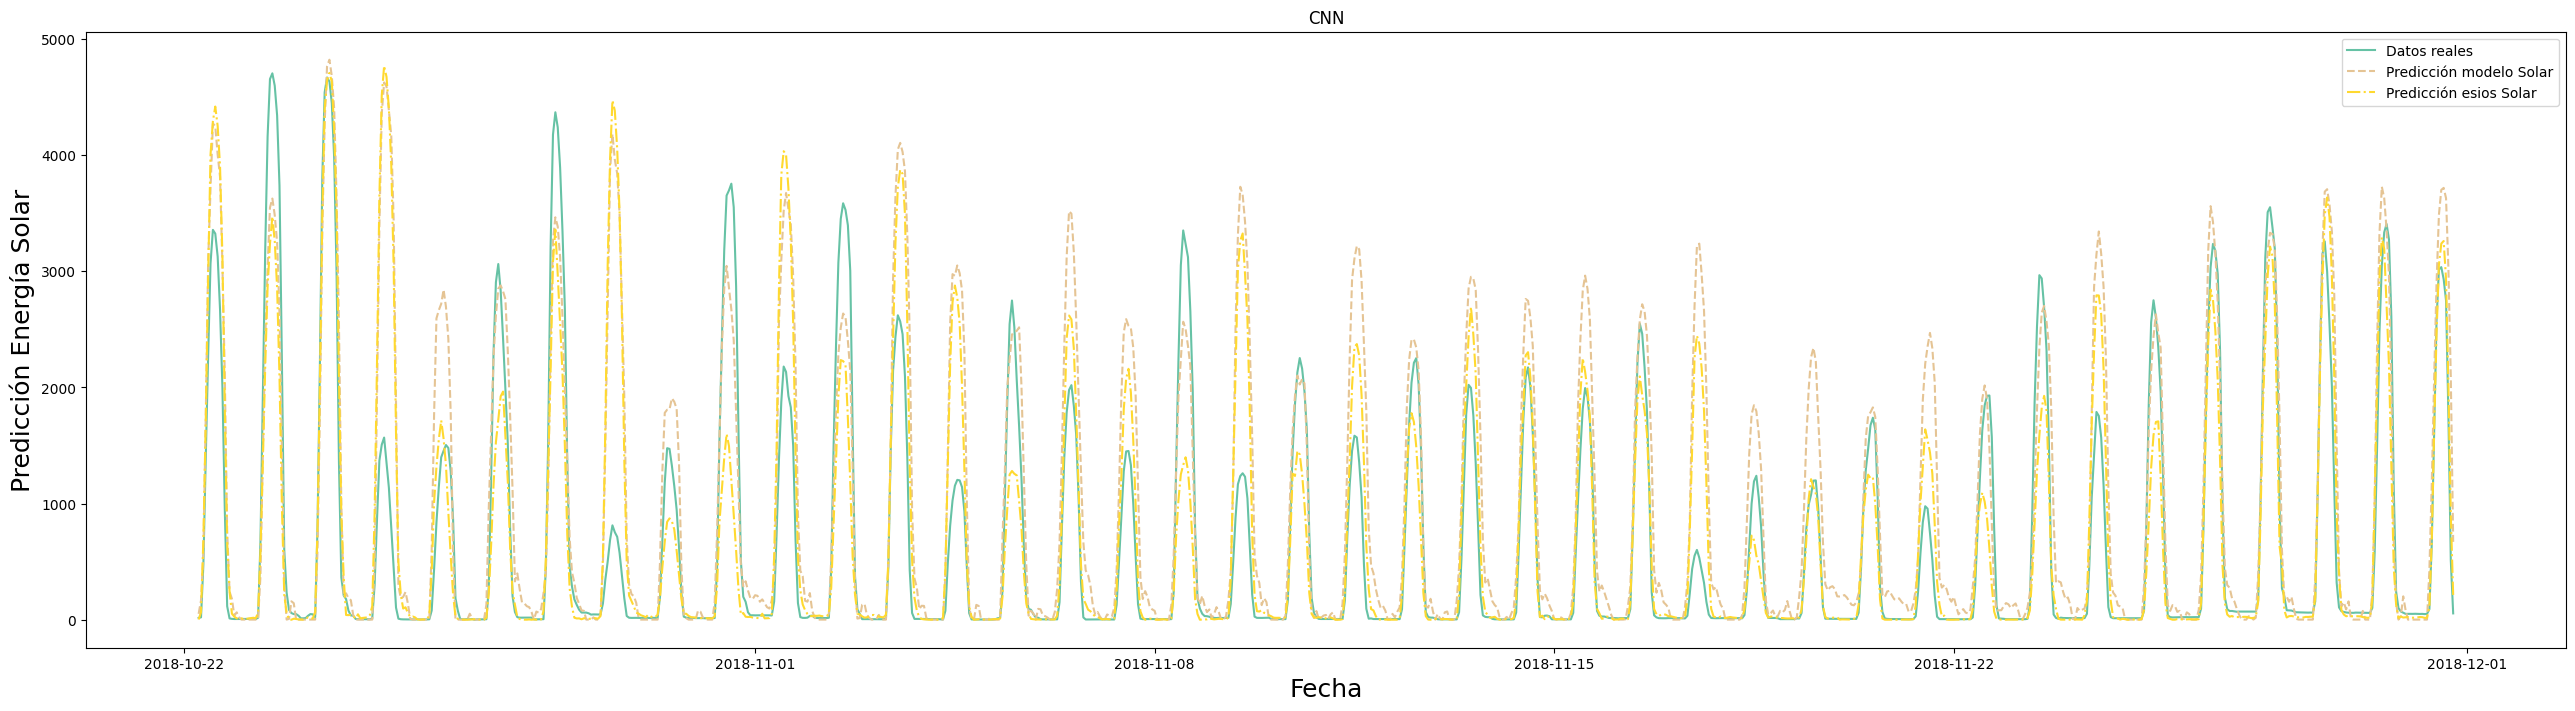 CNN
Predicción Energía Solar
5000
4000
3000
2000
1000
0
Datos reales
Predicción modelo Solar
Predicción esios Solar
2018-10-22
2018-11-01
2018-11-08
2018-11-15
2018-11-22
2018-12-01
Fecha